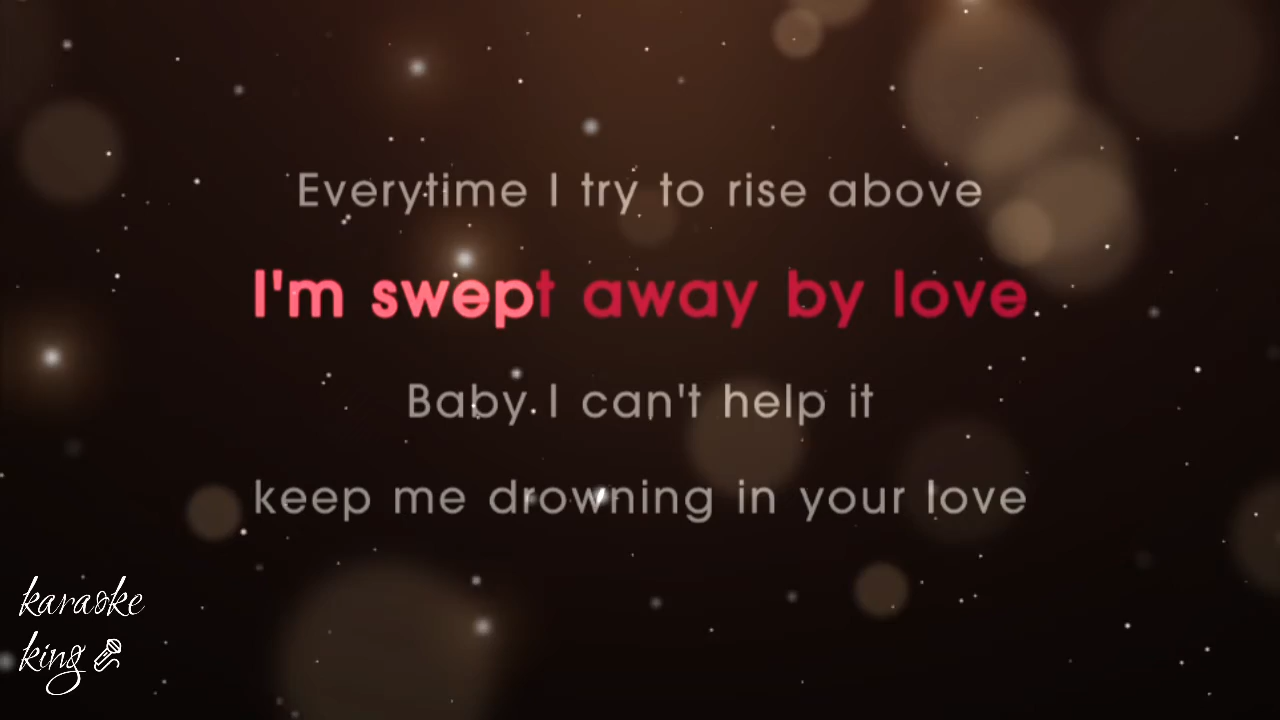 Everytime I try to rise above
I'm swept away by love
Baby I can't help it
keep me drowning in your love
karaoke
king